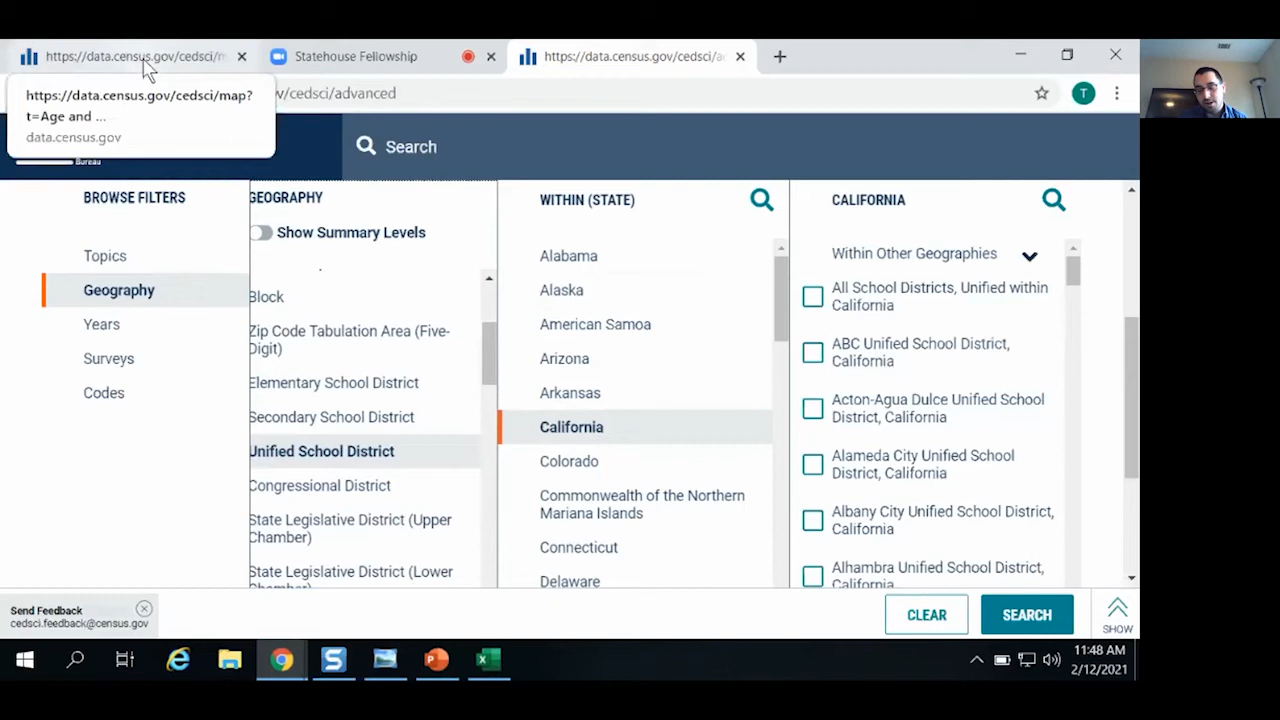 https://data.census.gov/cedsci/m
Statehouse Fellowship
https://data.census.gov/cedsci/a
https://data.census.gov/cedsci/map?
t=Age and ...
data.census.gov
v/cedsci/advanced
T
Bureau
Search
BROWSE FILTERS
Topics
Geography
Years
Surveys
Codes
GEOGRAPHY
Show Summary Levels
Block
Zip Code Tabulation Area (Five-
Digit)
Elementary School District
Secondary School District
Unified School District
Congressional District
State Legislative District (Upper
Chamber)
State Legislative District (Lower
Chamber)
WITHIN (STATE)
Alabama
Alaska
American Samoa
Arizona
Arkansas
California
Colorado
Commonwealth of the Northern
Mariana Islands
Connecticut
Delaware
CALIFORNIA
Within Other Geographies
All School Districts, Unified within
California
ABC Unified School District,
California
Acton-Agua Dulce Unified School
District, California
Alameda City Unified School
District, California
Albany City Unified School District,
California
Alhambra Unified School District,
California
Send Feedback
cedsci.feedback@census.gov
CLEAR
SEARCH
SHOW
11:48 AM
2/12/2021